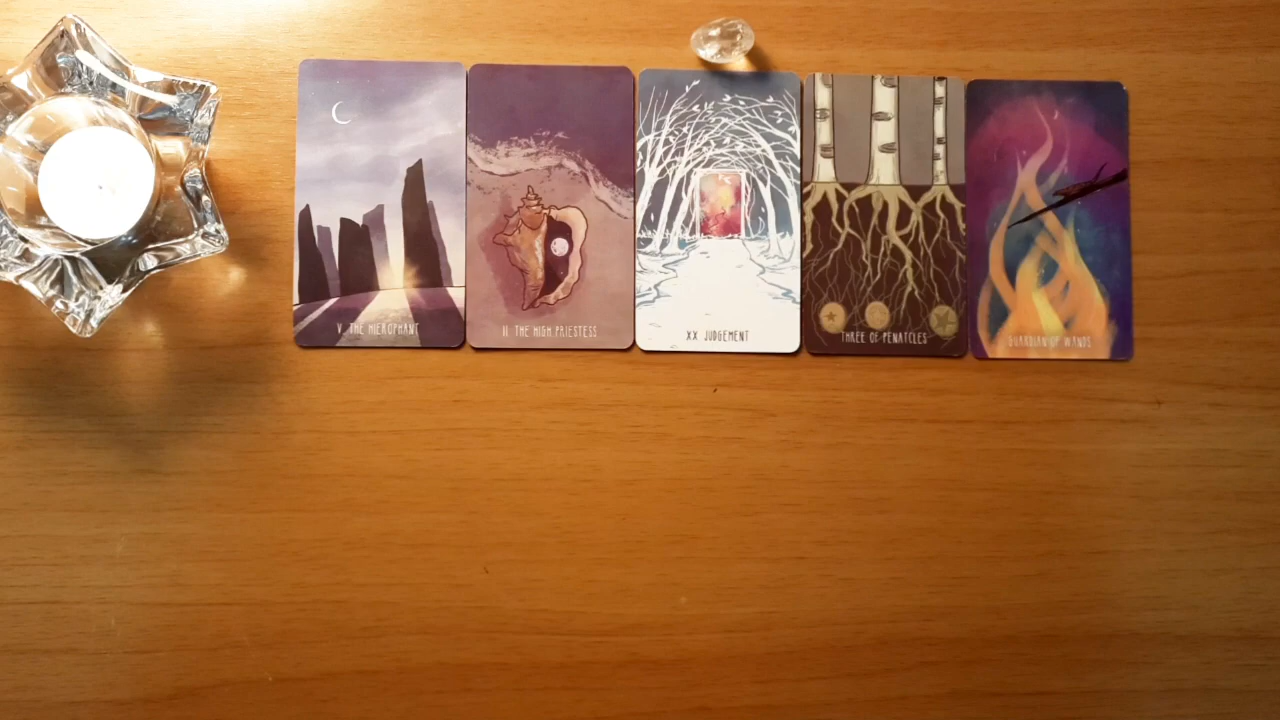 V THE HIEROPHANT
II THE HIGH PRIESTESS
XX JUDGEMENT
THREE OF PENTACLES
GUARDIAN OF WANDS